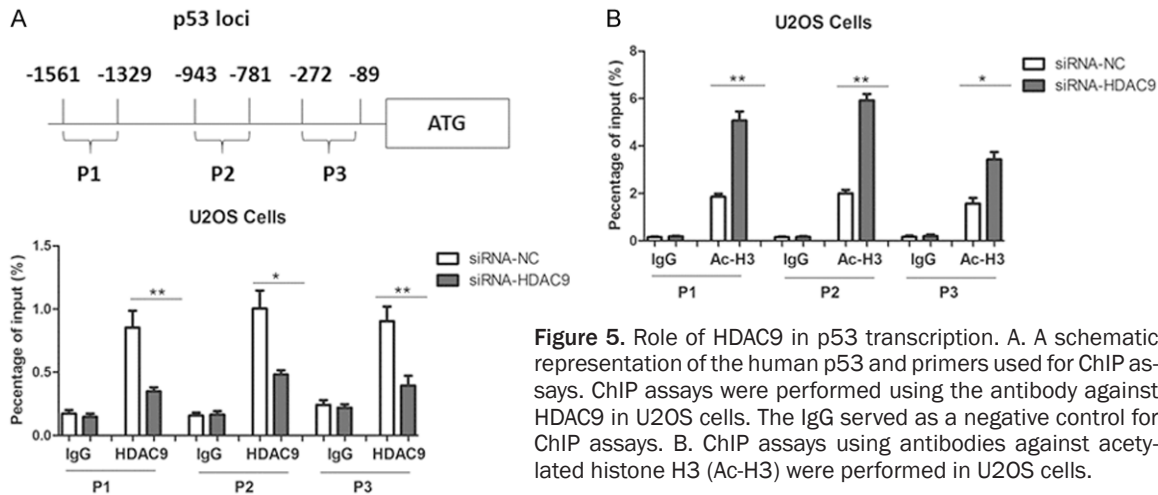 A
p53 loci
-1561 -1329 -943 -781 -272 -89
ATG
P1 P2 P3
U2OS Cells
Pecentage of input (%)
1.5
1.0
0.5
0.0
siRNA-NC
siRNA-HDAC9
** * **
IgG HDAC9 IgG HDAC9 IgG HDAC9
P1 P2 P3
B
U2OS Cells
Pecentage of input (%)
8
6
4
2
0
siRNA-NC
siRNA-HDAC9
** ** *
IgG Ac-H3 IgG Ac-H3 IgG Ac-H3
P1 P2 P3
Figure 5. Role of HDAC9 in p53 transcription. A. A schematic
representation of the human p53 and primers used for ChIP as-
says. ChIP assays were performed using the antibody against
HDAC9 in U2OS cells. The IgG served as a negative control for
ChIP assays. B. ChIP assays using antibodies against acety-
lated histone H3 (Ac-H3) were performed in U2OS cells.